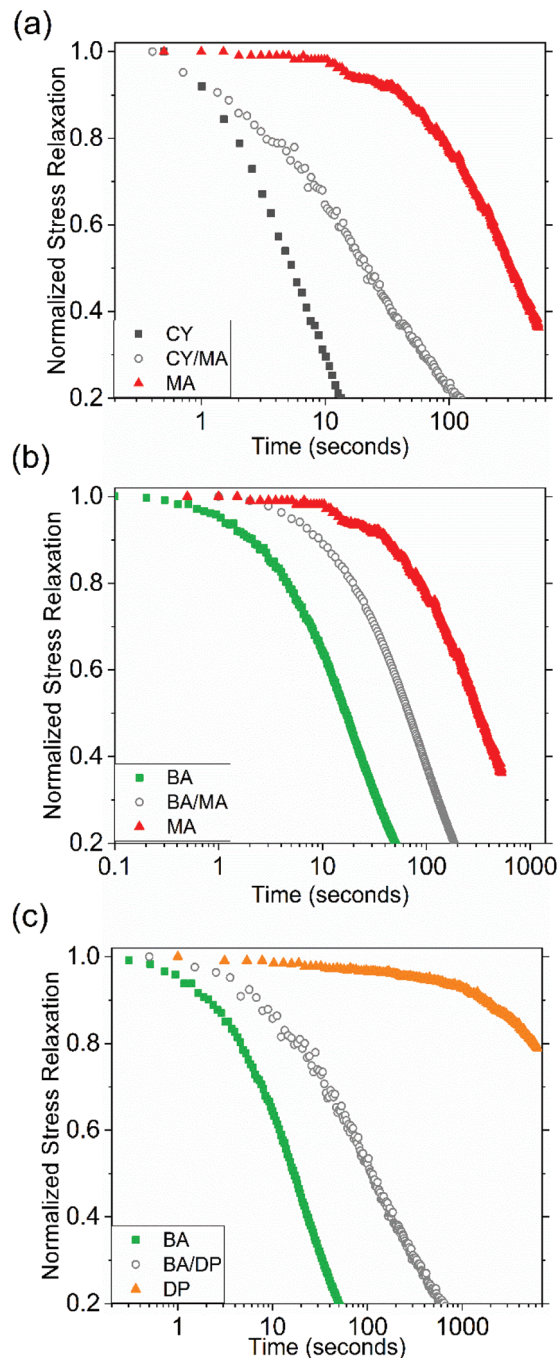 (a)
1.0
0.8
0.6
0.4
0.2
Normalized Stress Relaxation
CY
CY/MA
MA
1 10 100
Time (seconds)
(b)
1.0
0.8
0.6
0.4
0.2
Normalized Stress Relaxation
BA
BA/MA
MA
0.1 1 10 100 1000
Time (seconds)
(c)
1.0
0.8
0.6
0.4
0.2
Normalized Stress Relaxation
BA
BA/DP
DP
1 10 100 1000
Time (seconds)